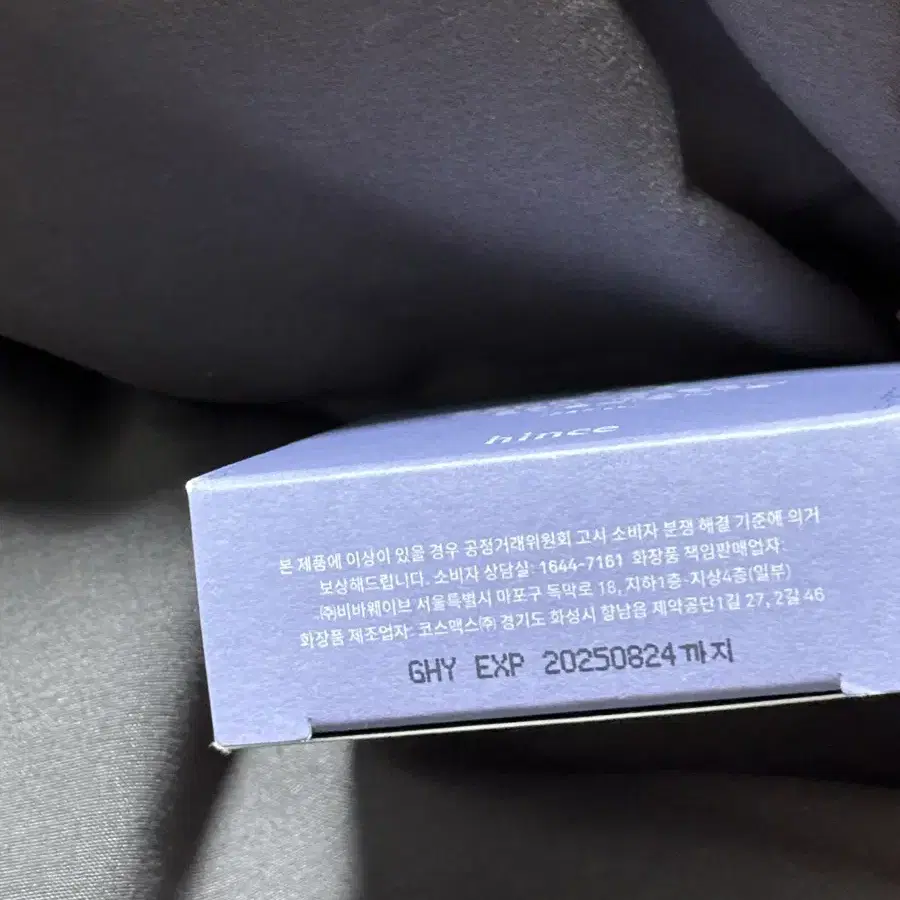 hince
본 제품에 이상이 있을 경우 공정거래위원회 고서 소비자 분쟁 해결 기준에 의거
보상해드립니다. 소비자 상담실: 1644-7161 화장품 책임판매업자:
㈜비바웨이브 서울특별시 마포구 독막로 18, 지하1층-지상4층(일부)
화장품 제조업자: 코스맥스㈜ 경기도 화성시 향남읍 제약공단1길 27, 2길 46
GHY EXP 20250824까지